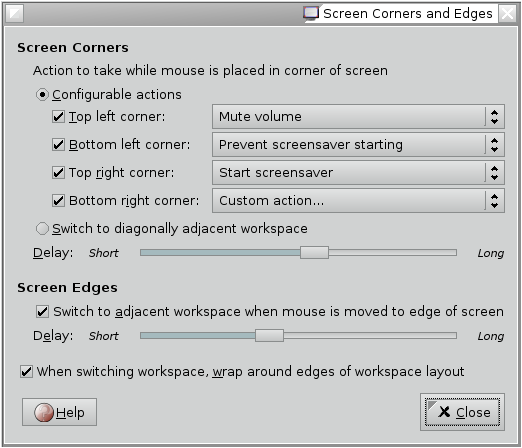 Screen Corners and Edges
Screen Corners
Action to take while mouse is placed in corner of screen
Configurable actions
Top left corner: Mute volume
Bottom left corner: Prevent screensaver starting
Top right corner: Start screensaver
Bottom right corner: Custom action...
Switch to diagonally adjacent workspace
Delay: Short Long
Screen Edges
Switch to adjacent workspace when mouse is moved to edge of screen
Delay: Short Long
When switching workspace, wrap around edges of workspace layout
Help Close